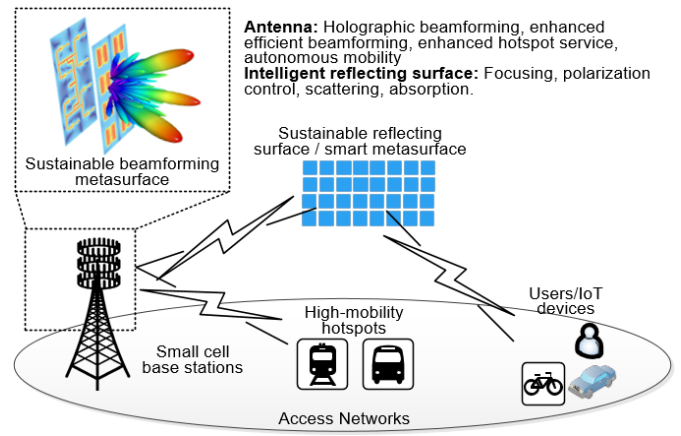 Antenna: Holographic beamforming, enhanced
efficient beamforming, enhanced hotspot service,
autonomous mobility
Intelligent reflecting surface: Focusing, polarization
control, scattering, absorption.
Sustainable beamforming
metasurface
Sustainable reflecting
surface / smart metasurface
High-mobility
hotspots
Users/IoT
devices
Small cell
base stations
Access Networks